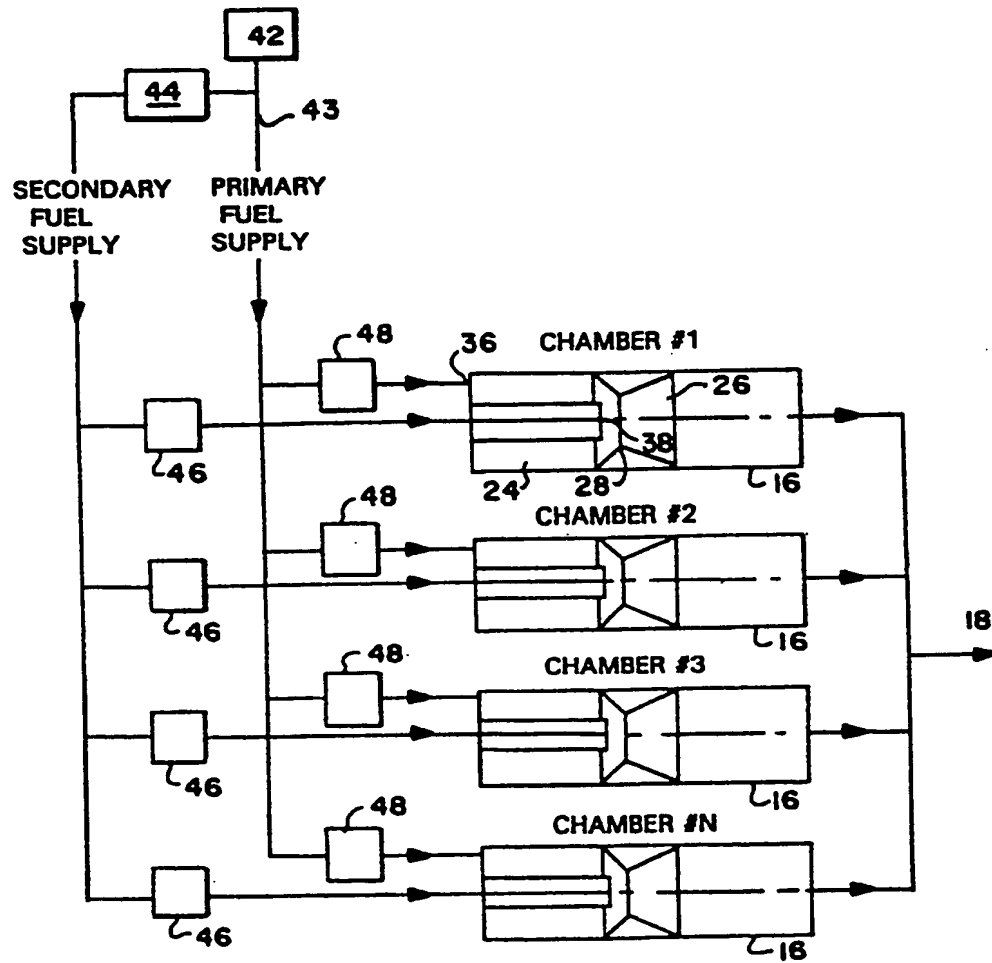 42
44
43
SECONDARY
FUEL
SUPPLY
PRIMARY
FUEL
SUPPLY
48
36
CHAMBER #1
26
38
46
24
28
16
48
CHAMBER #2
46
16
18
48
CHAMBER #3
46
16
48
CHAMBER #N
46
16